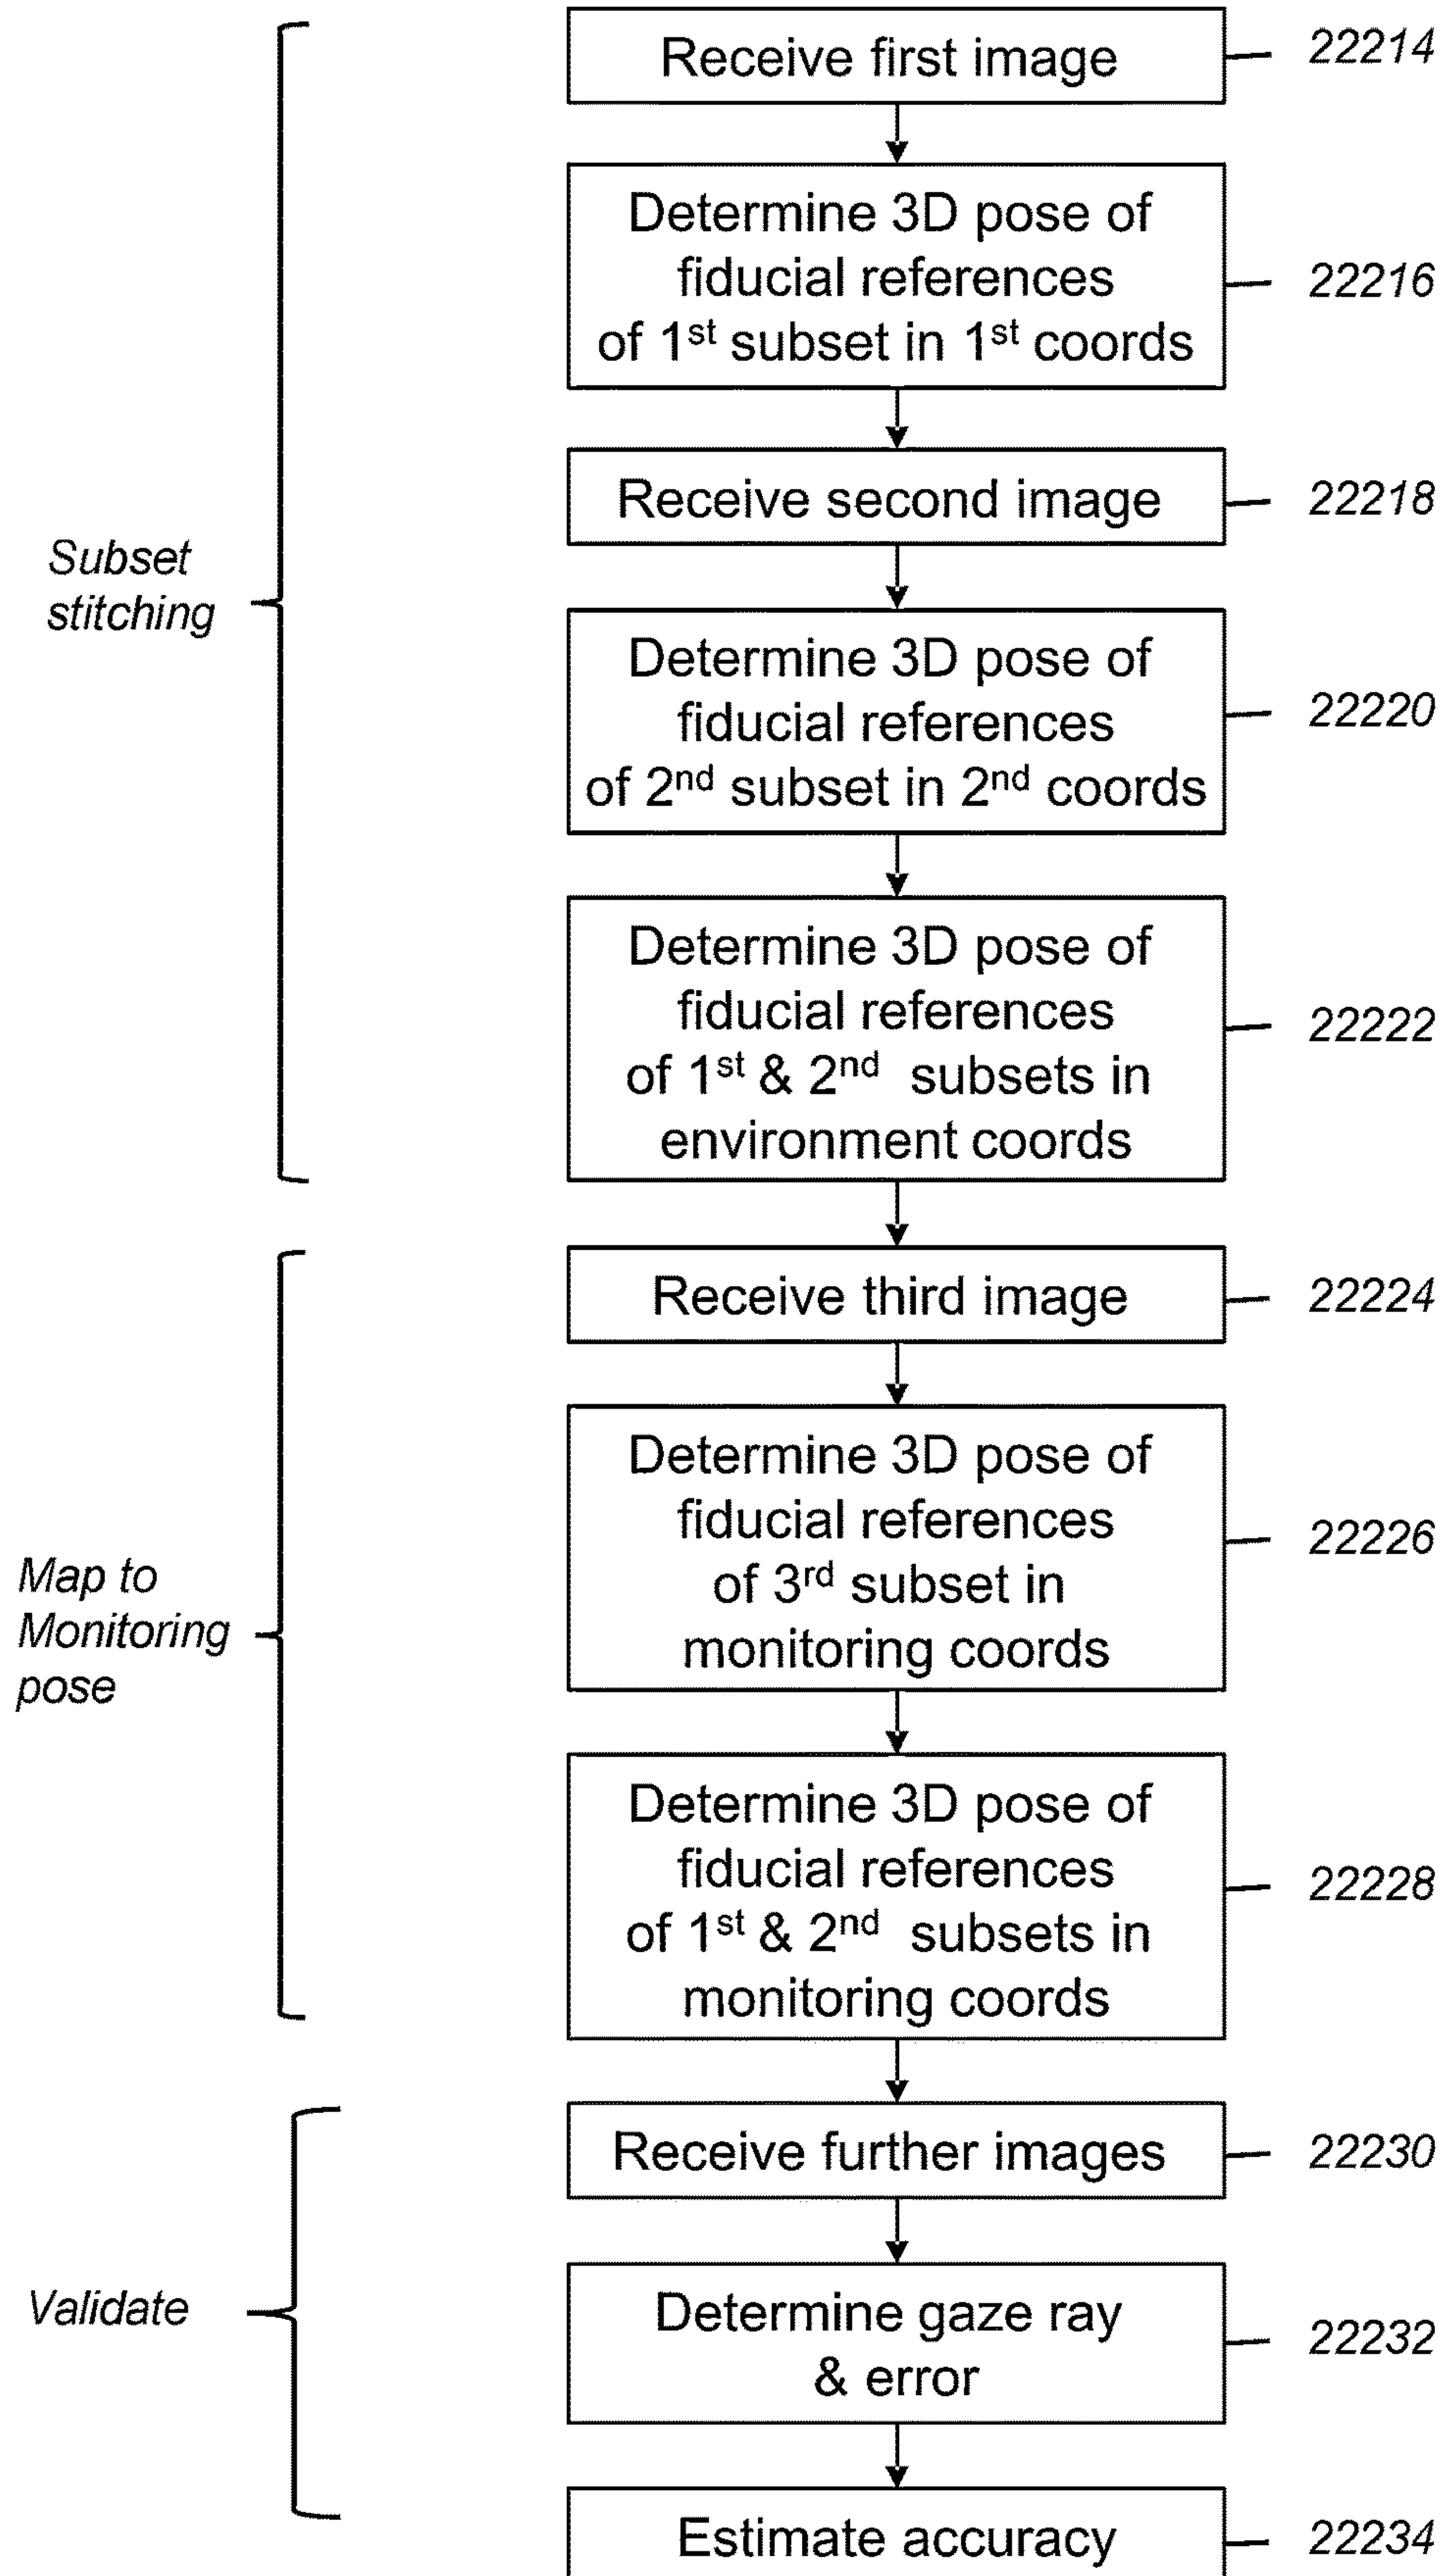 Receive first image
22214
Determine 3D pose of
fiducial references
of 1st subset in 1st coords
22216
Receive second image
22218
Subset
stitching
Determine 3D pose of
fiducial references
of 2nd subset in 2nd coords
22220
Determine 3D pose of
fiducial references
of 1st & 2nd subsets in
environment coords
22222
Receive third image
22224
Map to
Monitoring
pose
Determine 3D pose of
fiducial references
of 3rd subset in
monitoring coords
22226
Determine 3D pose of
fiducial references
of 1st & 2nd subsets in
monitoring coords
22228
Receive further images
22230
Validate
Determine gaze ray
& error
22232
Estimate accuracy
22234